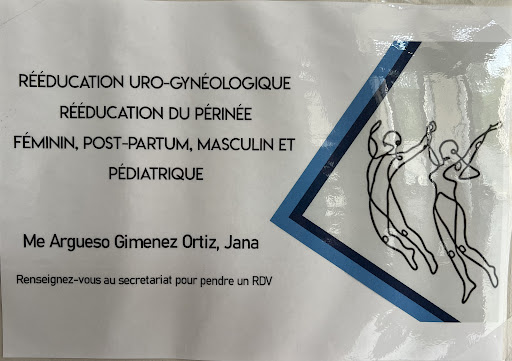 RÉÉDUCATION URO-GYNÉOLOGIQUE
RÉÉDUCATION DU PÉRINÉE
FÉMININ, POST-PARTUM, MASCULIN ET
PÉDIATRIQUE
Me Argueso Gimenez Ortiz, Jana
Renseignez-vous au secretariat pour pendre un RDV